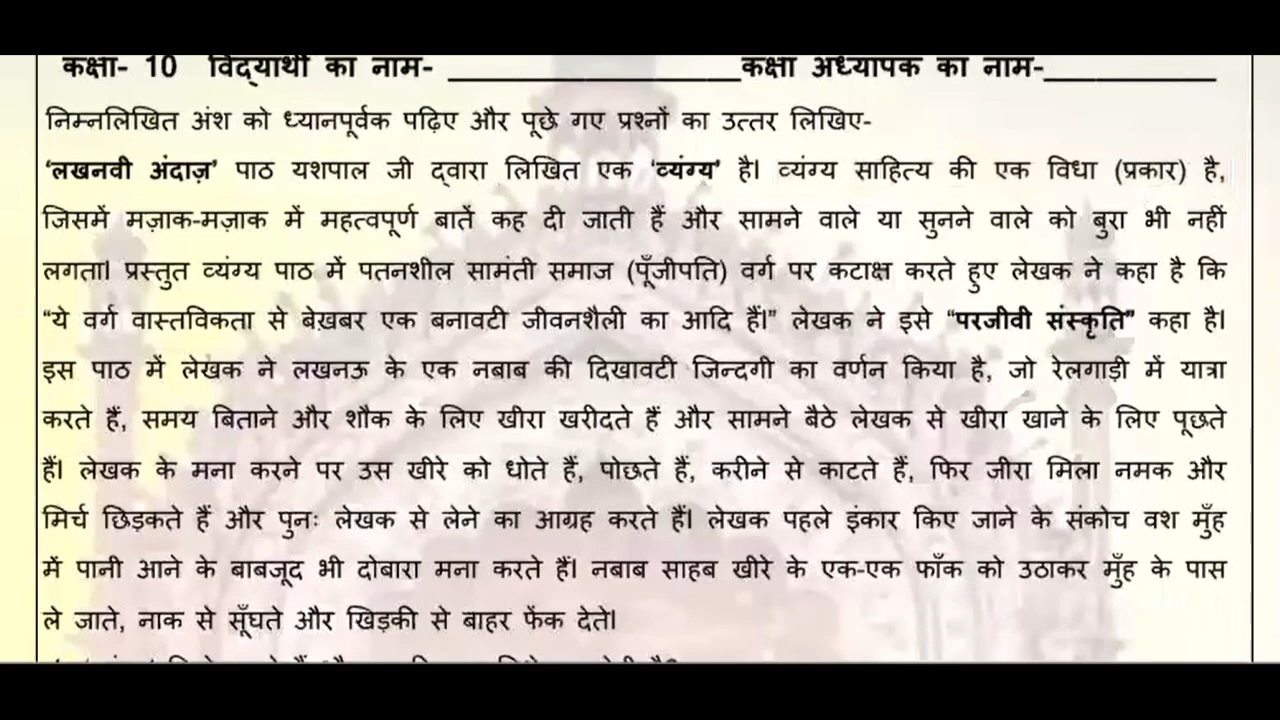 कक्षा- 10 विद्यार्थी का नाम- ____________________कक्षा अध्यापक का नाम-____________
निम्नलिखित अंश को ध्यानपूर्वक पढ़िए और पूछे गए प्रश्नों का उत्तर लिखिए-
‘लखनवी अंदाज़’ पाठ यशपाल जी द्वारा लिखित एक ‘व्यंग्य’ है। व्यंग्य साहित्य की एक विधा (प्रकार) है,
जिसमें मज़ाक-मज़ाक में महत्वपूर्ण बातें कह दी जाती हैं और सामने वाले या सुनने वाले को बुरा भी नहीं
लगता। प्रस्तुत व्यंग्य पाठ में पतनशील सामंती समाज (पूँजीपति) वर्ग पर कटाक्ष करते हुए लेखक ने कहा है कि
“ये वर्ग वास्तविकता से बेख़बर एक बनावटी जीवनशैली का आदि हैं।” लेखक ने इसे “परजीवी संस्कृति” कहा है।
इस पाठ में लेखक ने लखनऊ के एक नबाब की दिखावटी जिन्दगी का वर्णन किया है, जो रेलगाड़ी में यात्रा
करते हैं, समय बिताने और शौक के लिए खीरा खरीदते हैं और सामने बैठे लेखक से खीरा खाने के लिए पूछते
हैं। लेखक के मना करने पर उस खीरे को धोते हैं, पोछते हैं, करीने से काटते हैं, फिर जीरा मिला नमक और
मिर्च छिड़कते हैं और पुनः लेखक से लेने का आग्रह करते हैं। लेखक पहले इंकार किए जाने के संकोच वश मुँह
में पानी आने के बाबजूद भी दोबारा मना करते हैं। नबाब साहब खीरे के एक-एक फाँक को उठाकर मुँह के पास
ले जाते, नाक से सूँघते और खिड़की से बाहर फेंक देते।